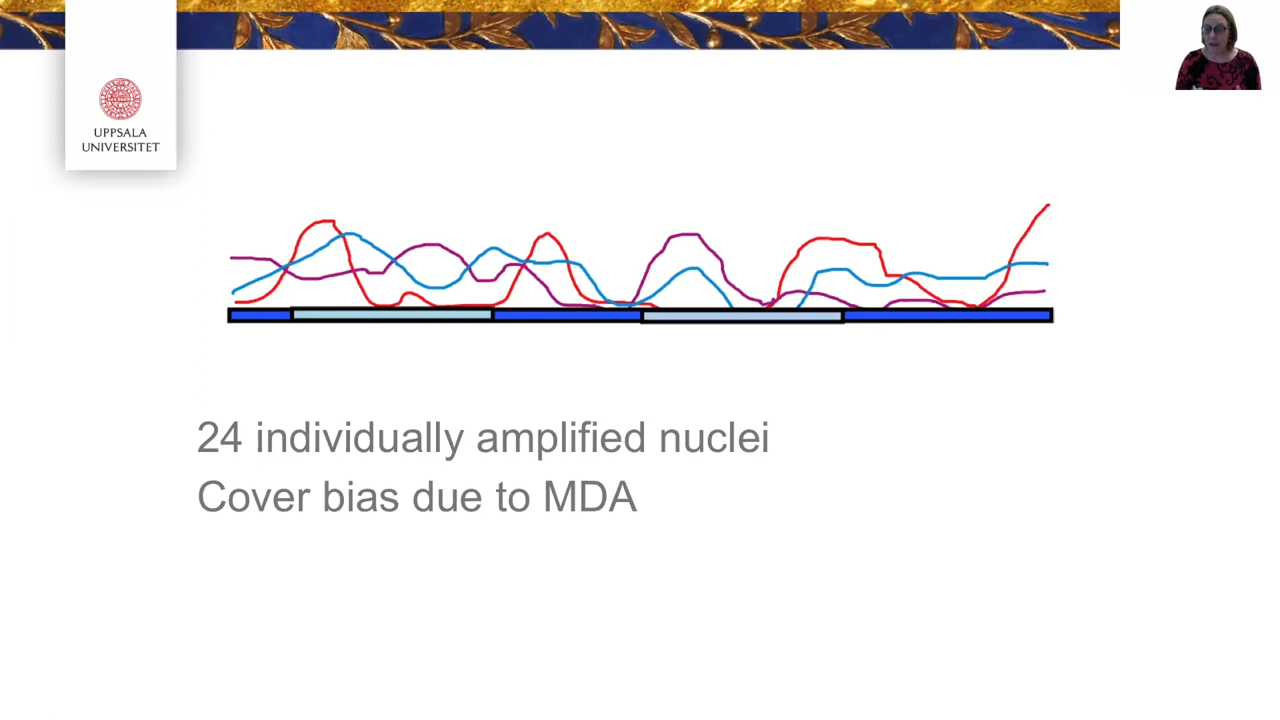 UPPSALA
UNIVERSITET
24 individually amplified nuclei
Cover bias due to MDA